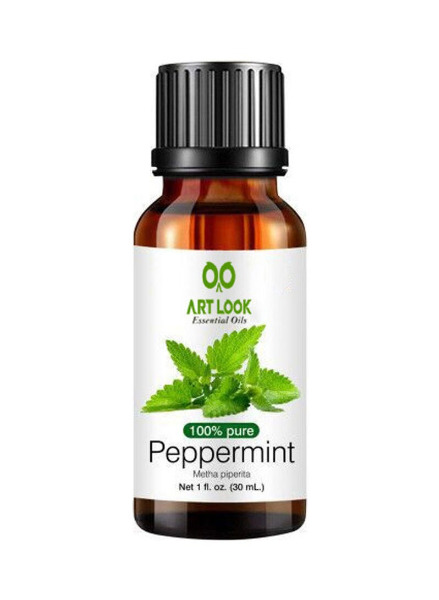 ART LOOK
Essential Oils
100% pure
Peppermint
Metha piperita
Net 1 fl. oz. (30 mL.)